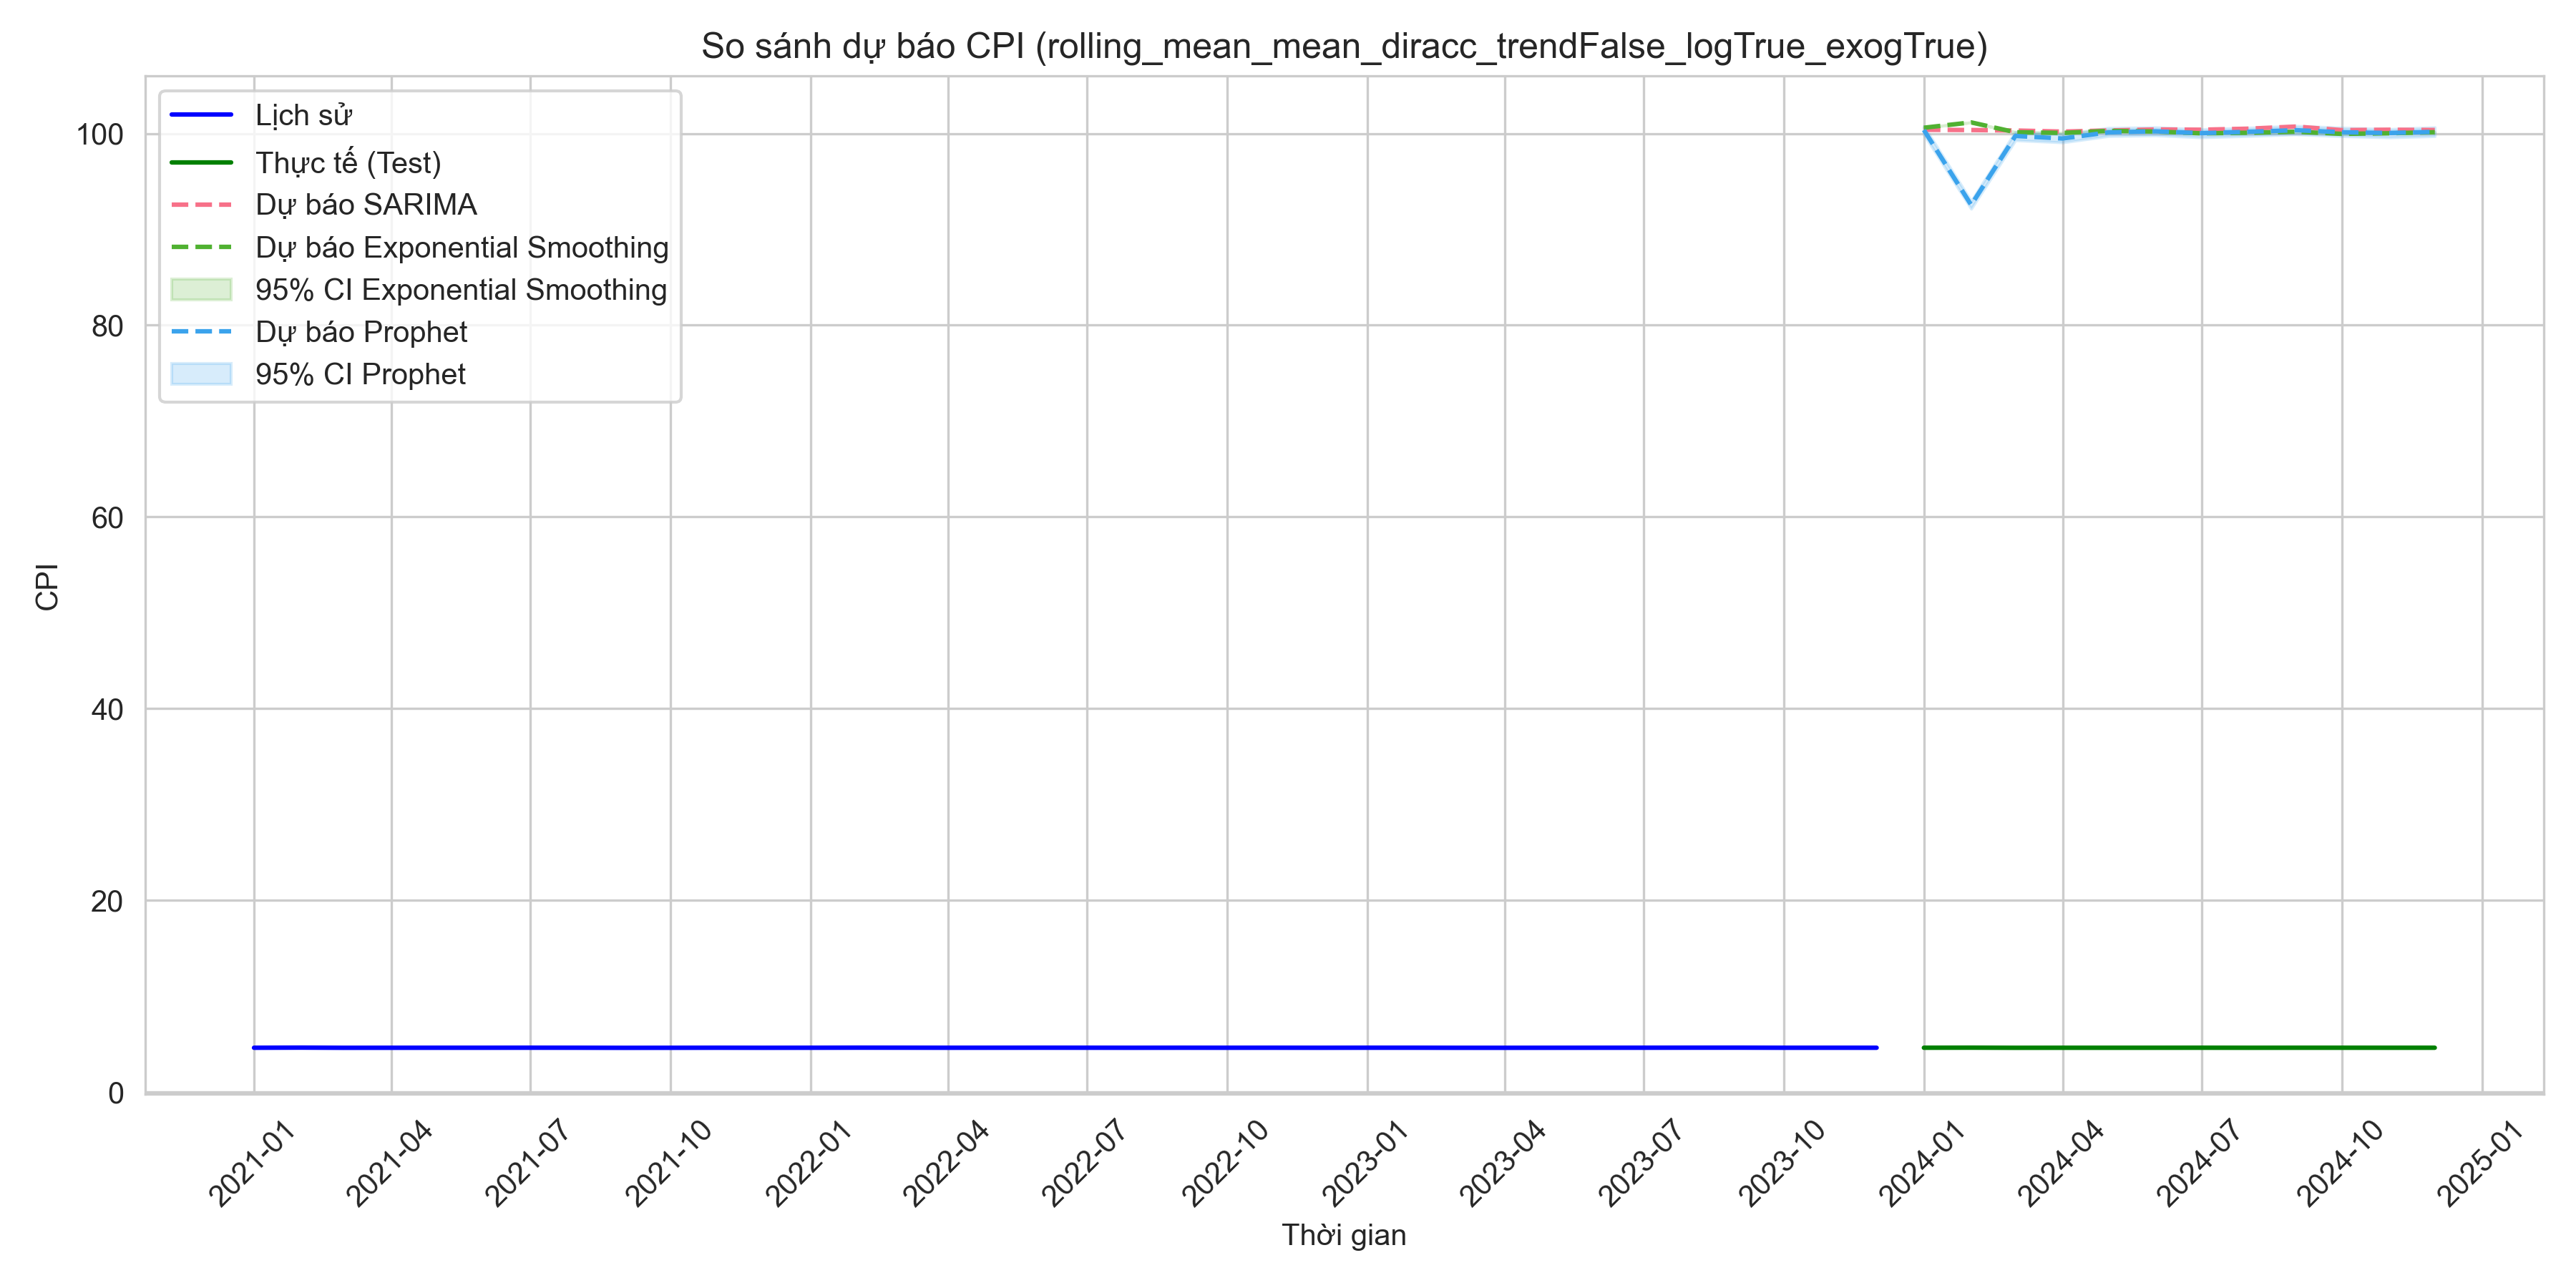 So sánh dự báo CPI (rolling_mean_mean_diracc_trendFalse_logTrue_exogTrue)
Lịch sử
Thực tế (Test)
Dự báo SARIMA
Dự báo Exponential Smoothing
95% CI Exponential Smoothing
Dự báo Prophet
95% CI Prophet
100
80
60
40
20
0
CPI
2021-01
2021-04
2021-07
2021-10
2022-01
2022-04
2022-07
2022-10
2023-01
2023-04
2023-07
2023-10
2024-01
2024-04
2024-07
2024-10
2025-01
Thời gian